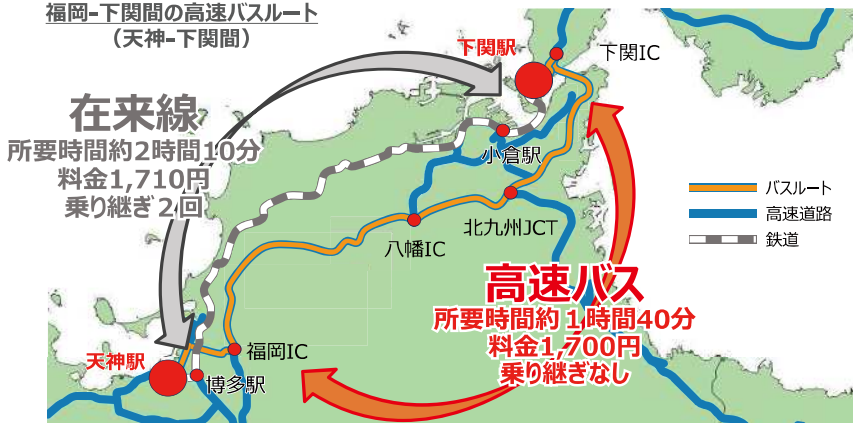 福岡-下関間の高速バスルート
（天神-下関間）
下関駅
下関IC
在来線
所要時間約2時間10分
料金1,710円
乗り継ぎ２回
小倉駅
バスルート
高速道路
鉄道
八幡IC
北九州JCT
高速バス
所要時間約１時間40分
料金1,700円
乗り継ぎなし
天神駅
福岡IC
博多駅